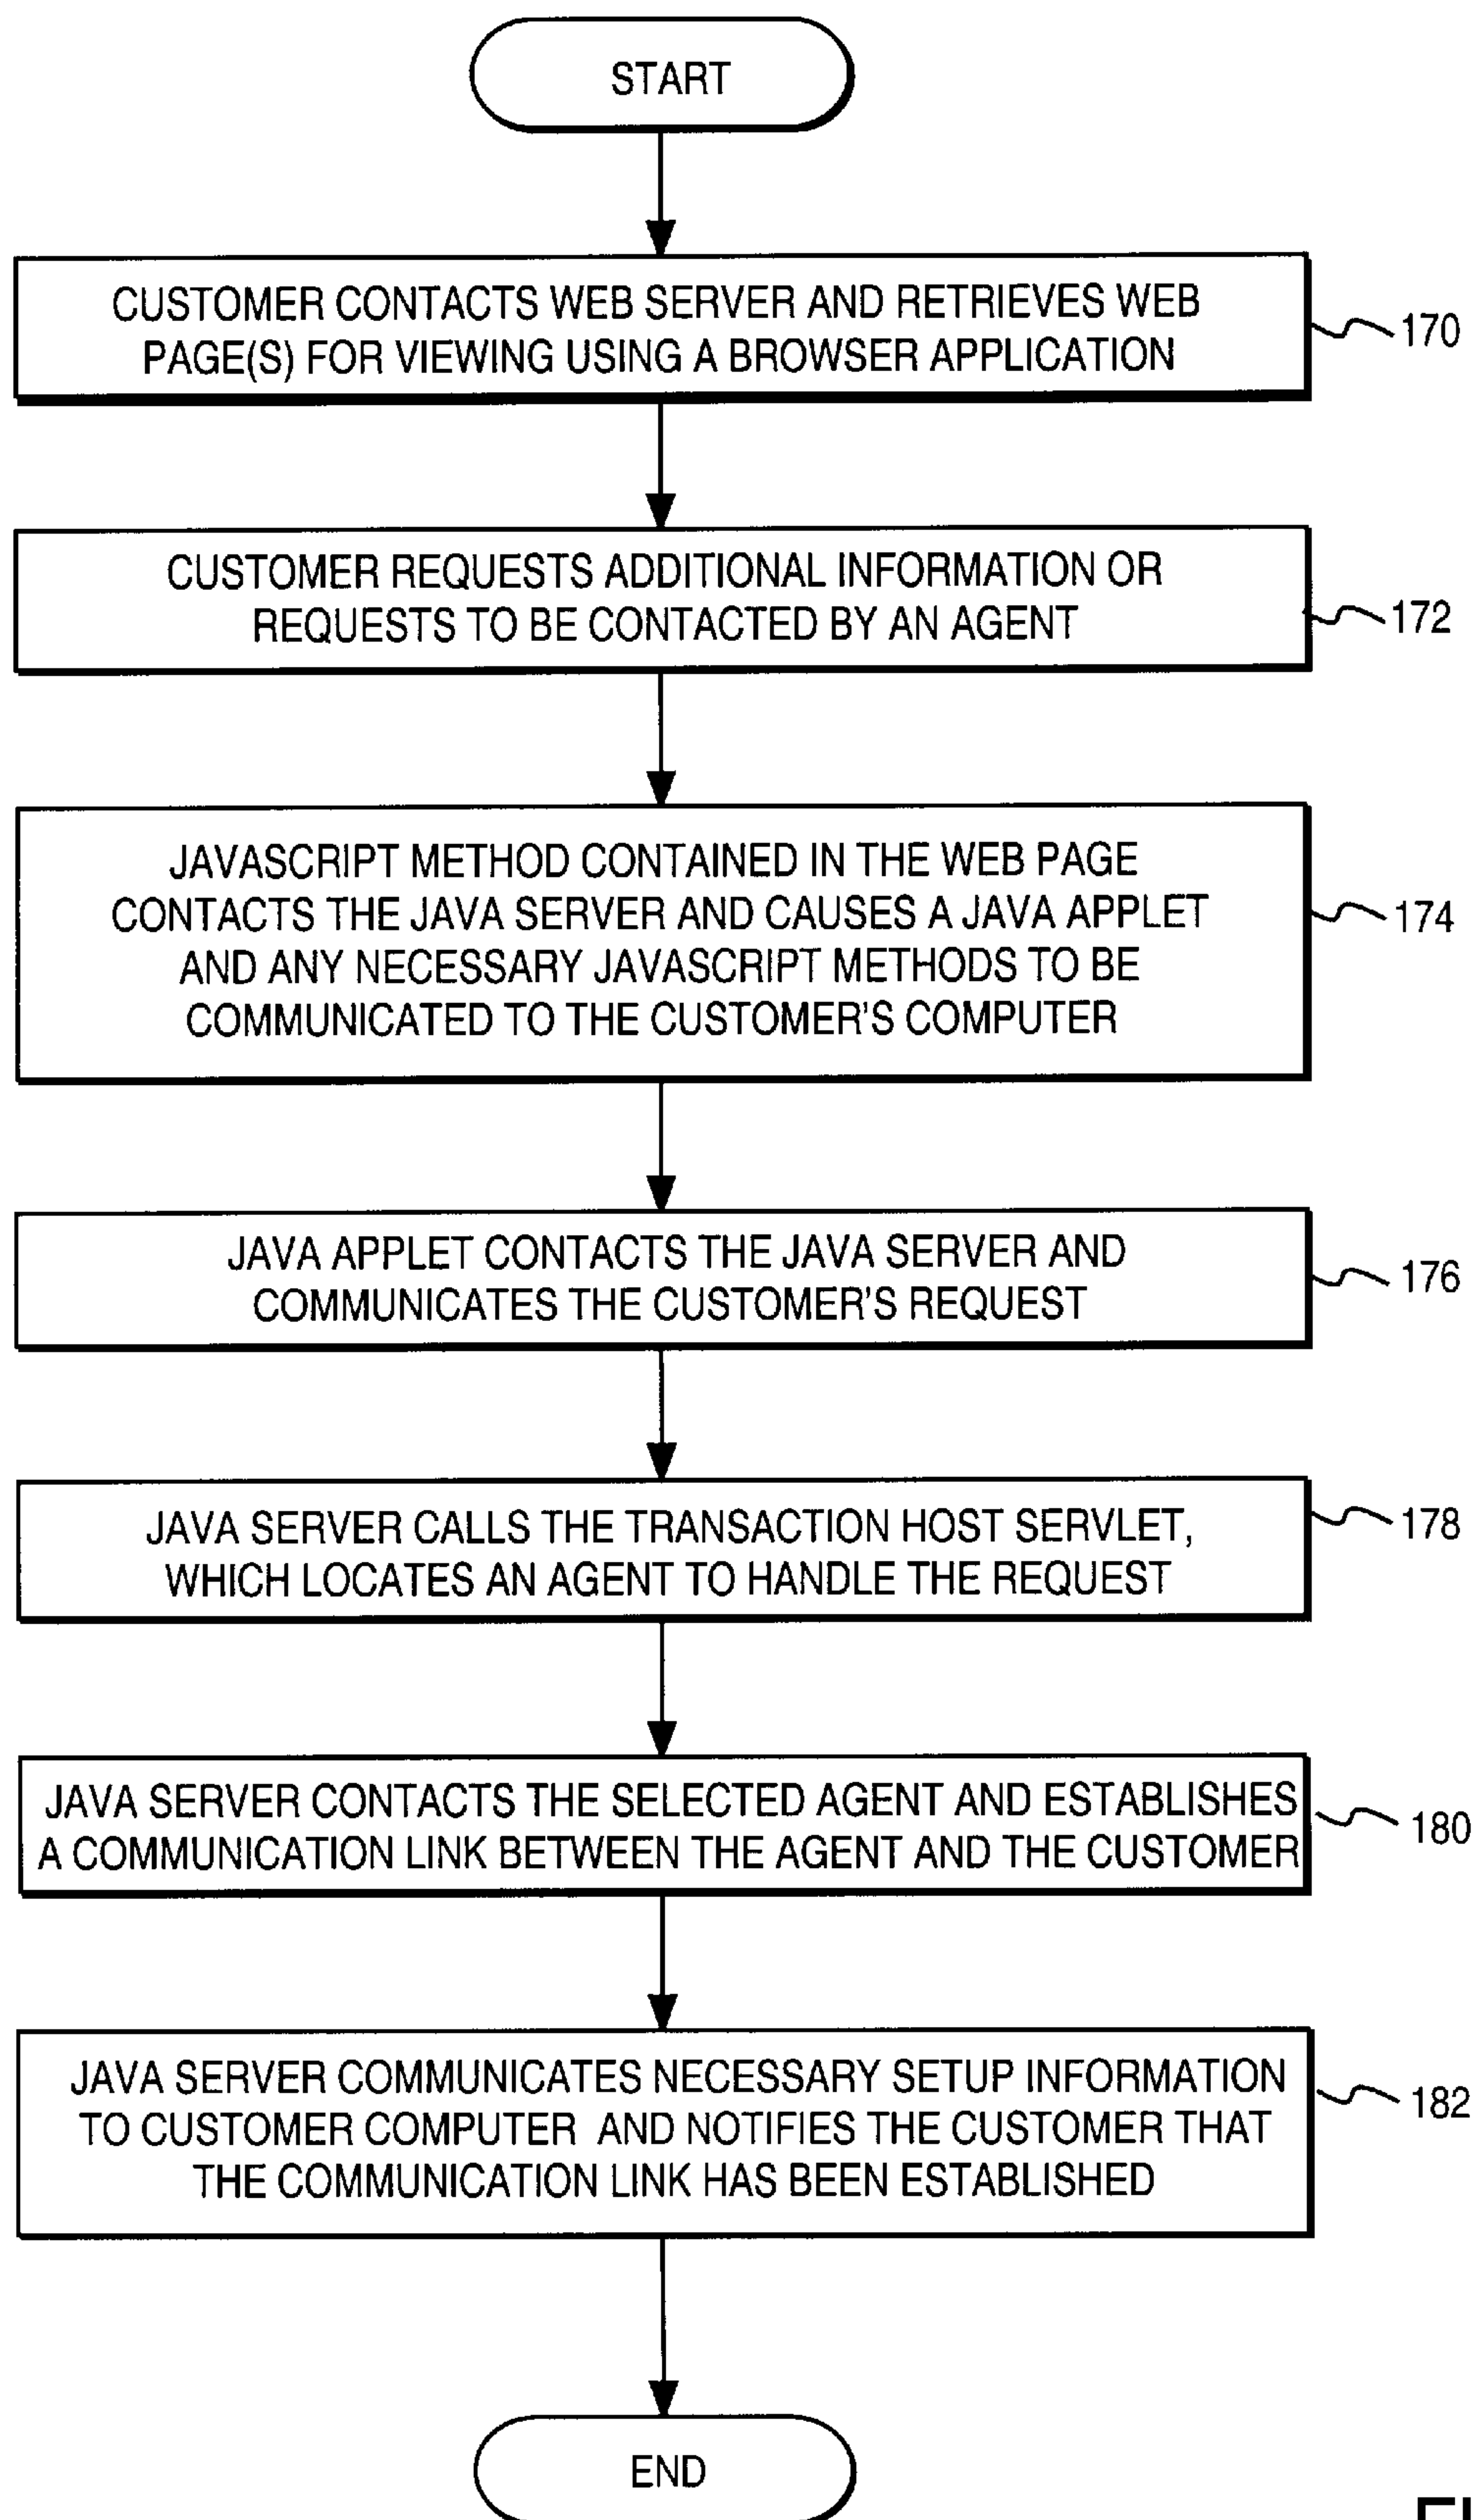 START
CUSTOMER CONTACTS WEB SERVER AND RETRIEVES WEB
PAGE(S) FOR VIEWING USING A BROWSER APPLICATION
170
CUSTOMER REQUESTS ADDITIONAL INFORMATION OR
REQUESTS TO BE CONTACTED BY AN AGENT
172
JAVASCRIPT METHOD CONTAINED IN THE WEB PAGE
CONTACTS THE JAVA SERVER AND CAUSES A JAVA APPLET
AND ANY NECESSARY JAVASCRIPT METHODS TO BE
COMMUNICATED TO THE CUSTOMER'S COMPUTER
174
JAVA APPLET CONTACTS THE JAVA SERVER AND
COMMUNICATES THE CUSTOMER'S REQUEST
176
JAVA SERVER CALLS THE TRANSACTION HOST SERVLET,
WHICH LOCATES AN AGENT TO HANDLE THE REQUEST
178
JAVA SERVER CONTACTS THE SELECTED AGENT AND ESTABLISHES
A COMMUNICATION LINK BETWEEN THE AGENT AND THE CUSTOMER
180
JAVA SERVER COMMUNICATES NECESSARY SETUP INFORMATION
TO CUSTOMER COMPUTER AND NOTIFIES THE CUSTOMER THAT
THE COMMUNICATION LINK HAS BEEN ESTABLISHED
182
END